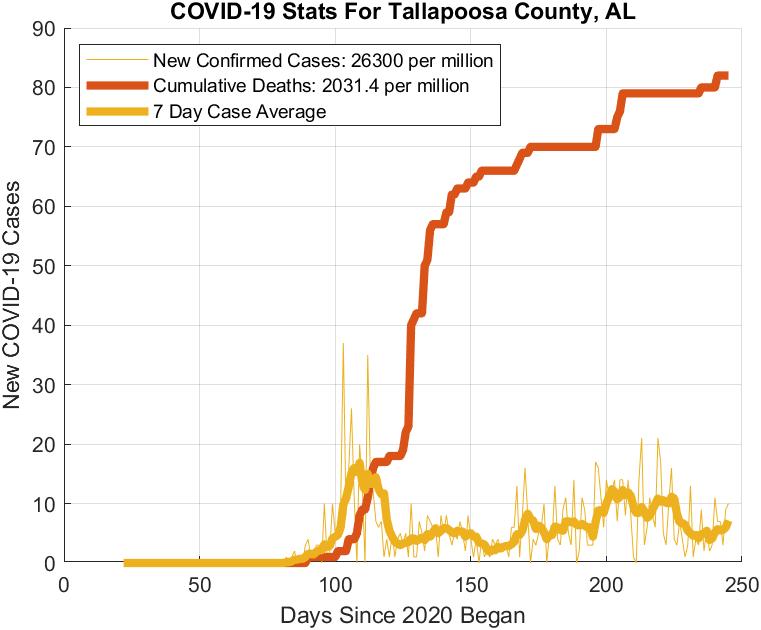 COVID-19 Stats For Tallapoosa County, AL
New Confirmed Cases: 26300 per million
Cumulative Deaths: 2031.4 per million
7 Day Case Average
New COVID-19 Cases
90
80
70
60
50
40
30
20
10
0
0 50 100 150 200 250
Days Since 2020 Began